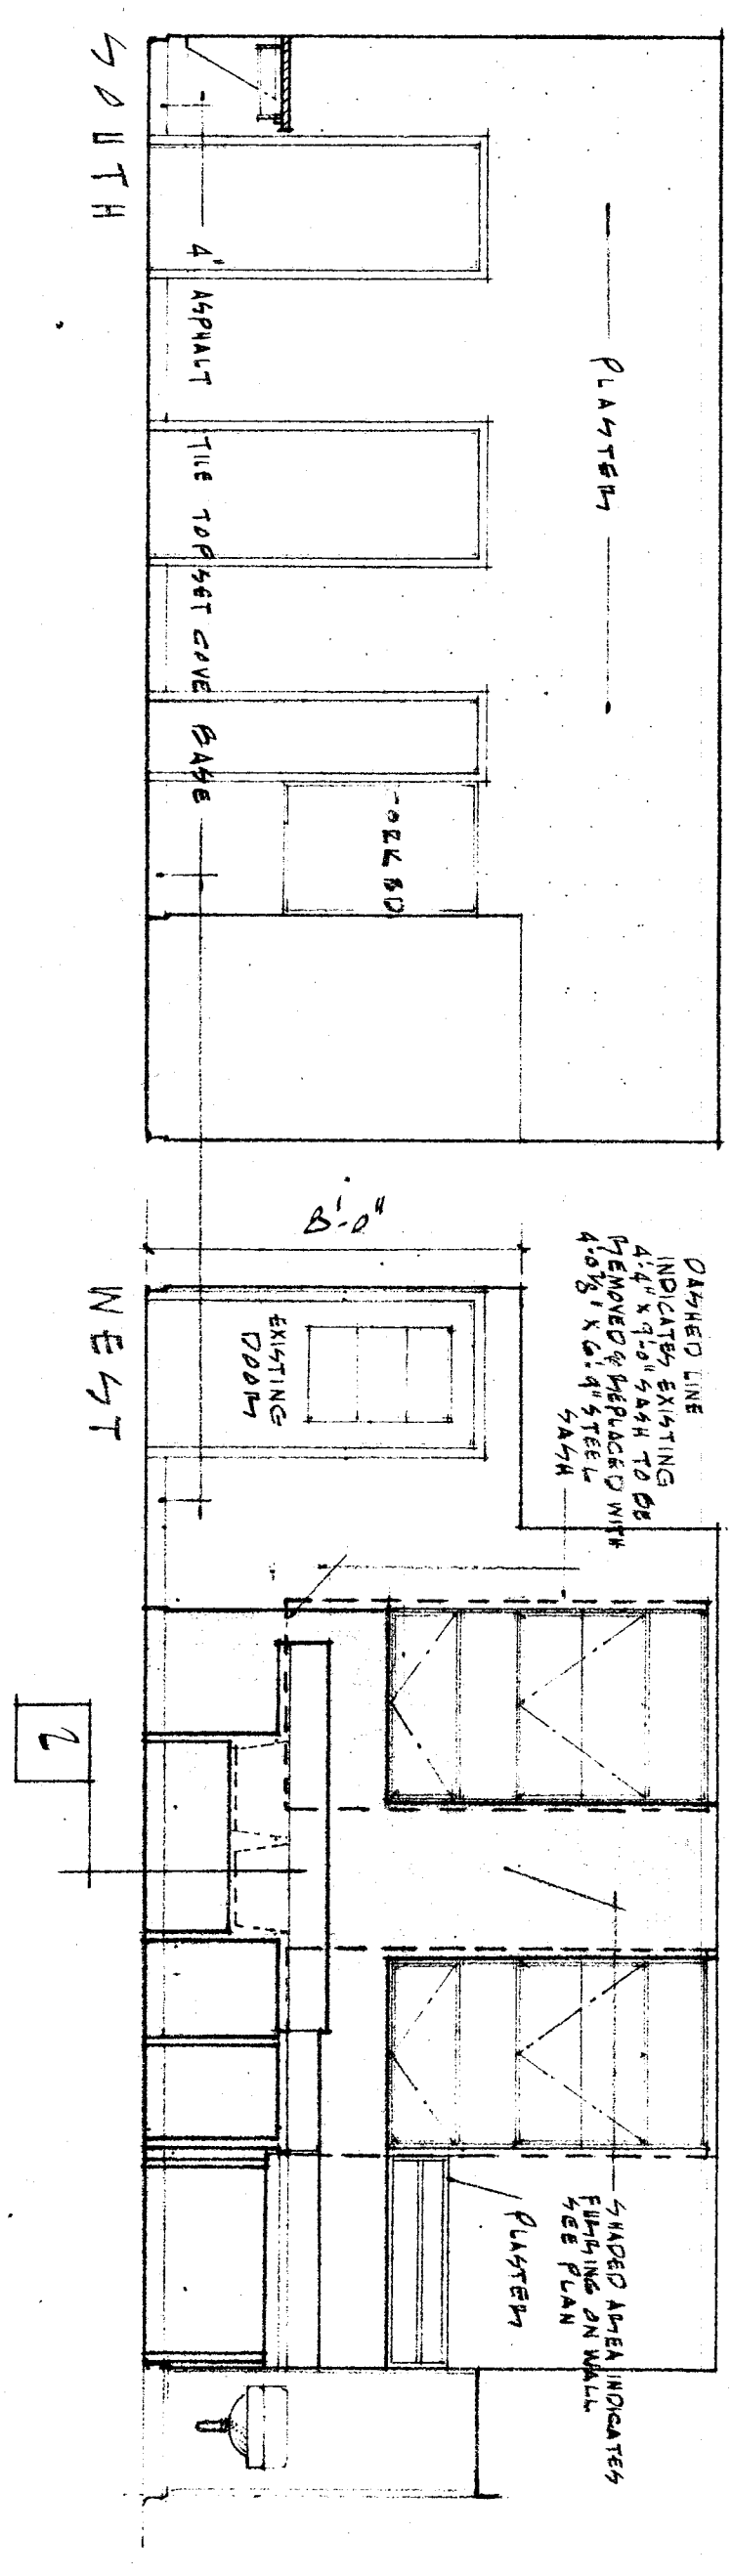 PLASTER
4" ASPHALT TILE TOPSET COVE BASE
CORK BD
SOUTH
8'-0"
DASHED LINE
INDICATES EXISTING
4'-4" X 9'-0" SASH TO BE
REMOVED & REPLACED WITH
4'-0⅞" X 6'-9" STEEL
SASH
EXISTING
DOOR
WEST
2
SHADED AREA INDICATES
FURRING ON WALL
SEE PLAN
PLASTER